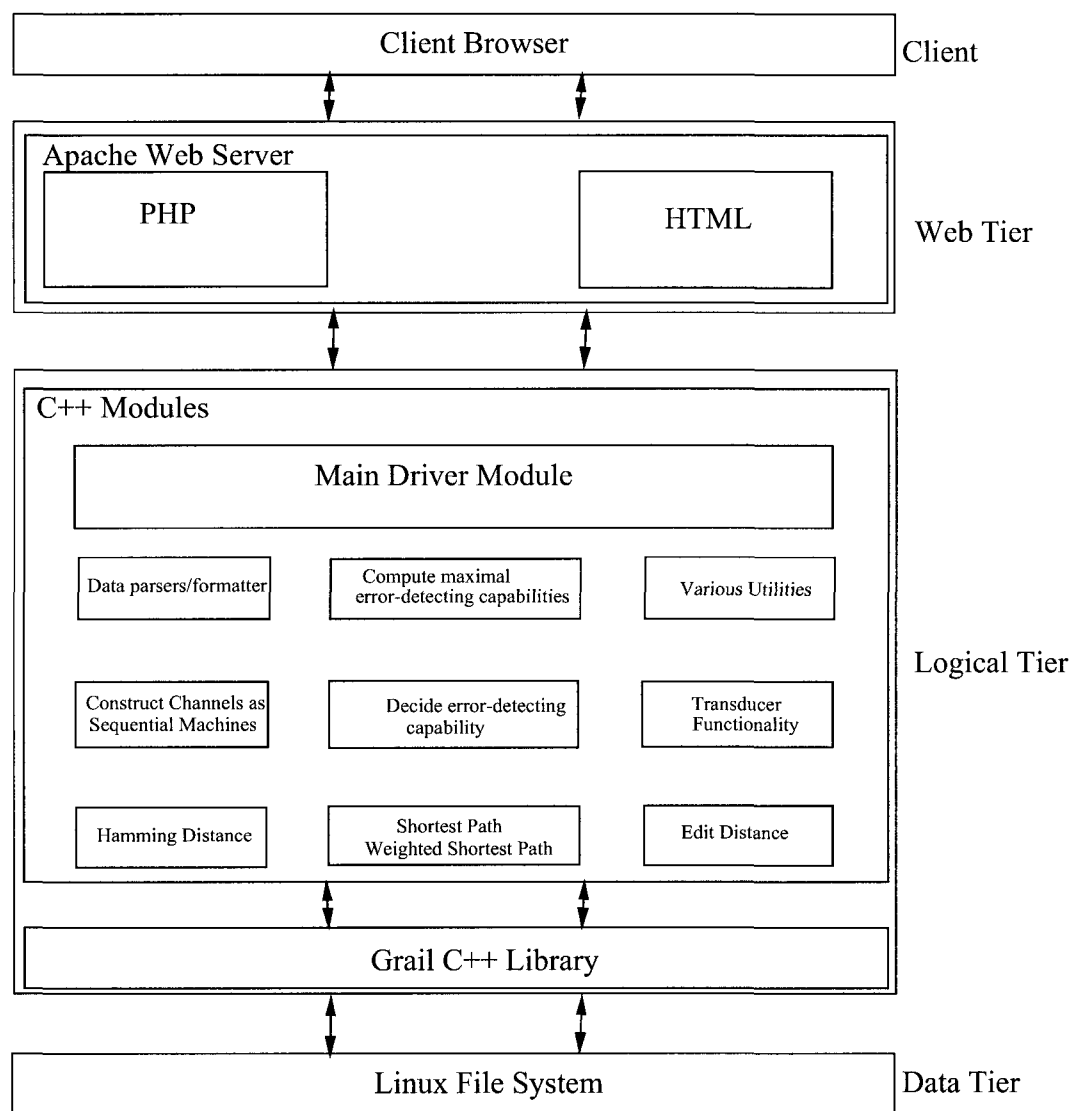 Client Browser
Client
Apache Web Server
PHP
HTML
Web Tier
C++ Modules
Main Driver Module
Data parsers/formatter
Compute maximal
error-detecting capabilities
Various Utilities
Logical Tier
Construct Channels as
Sequential Machines
Decide error-detecting
capability
Transducer
Functionality
Hamming Distance
Shortest Path
Weighted Shortest Path
Edit Distance
Grail C++ Library
Linux File System
Data Tier